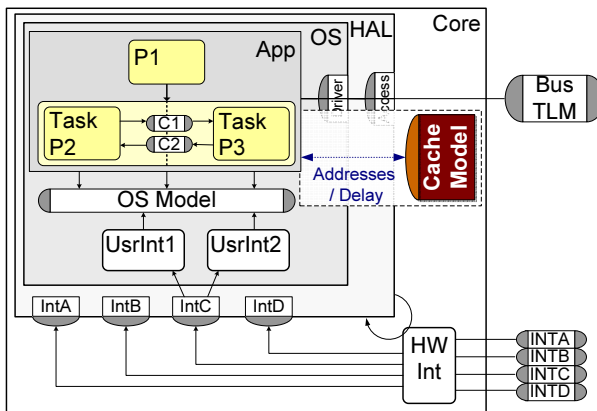 Core
HAL
OS
App
P1
Driver
Access
Bus
TLM
Task
P2
C1
C2
Task
P3
Addresses
/ Delay
Cache
Model
OS Model
UsrInt1
UsrInt2
IntA
IntB
IntC
IntD
HW
Int
INTA
INTB
INTC
INTD